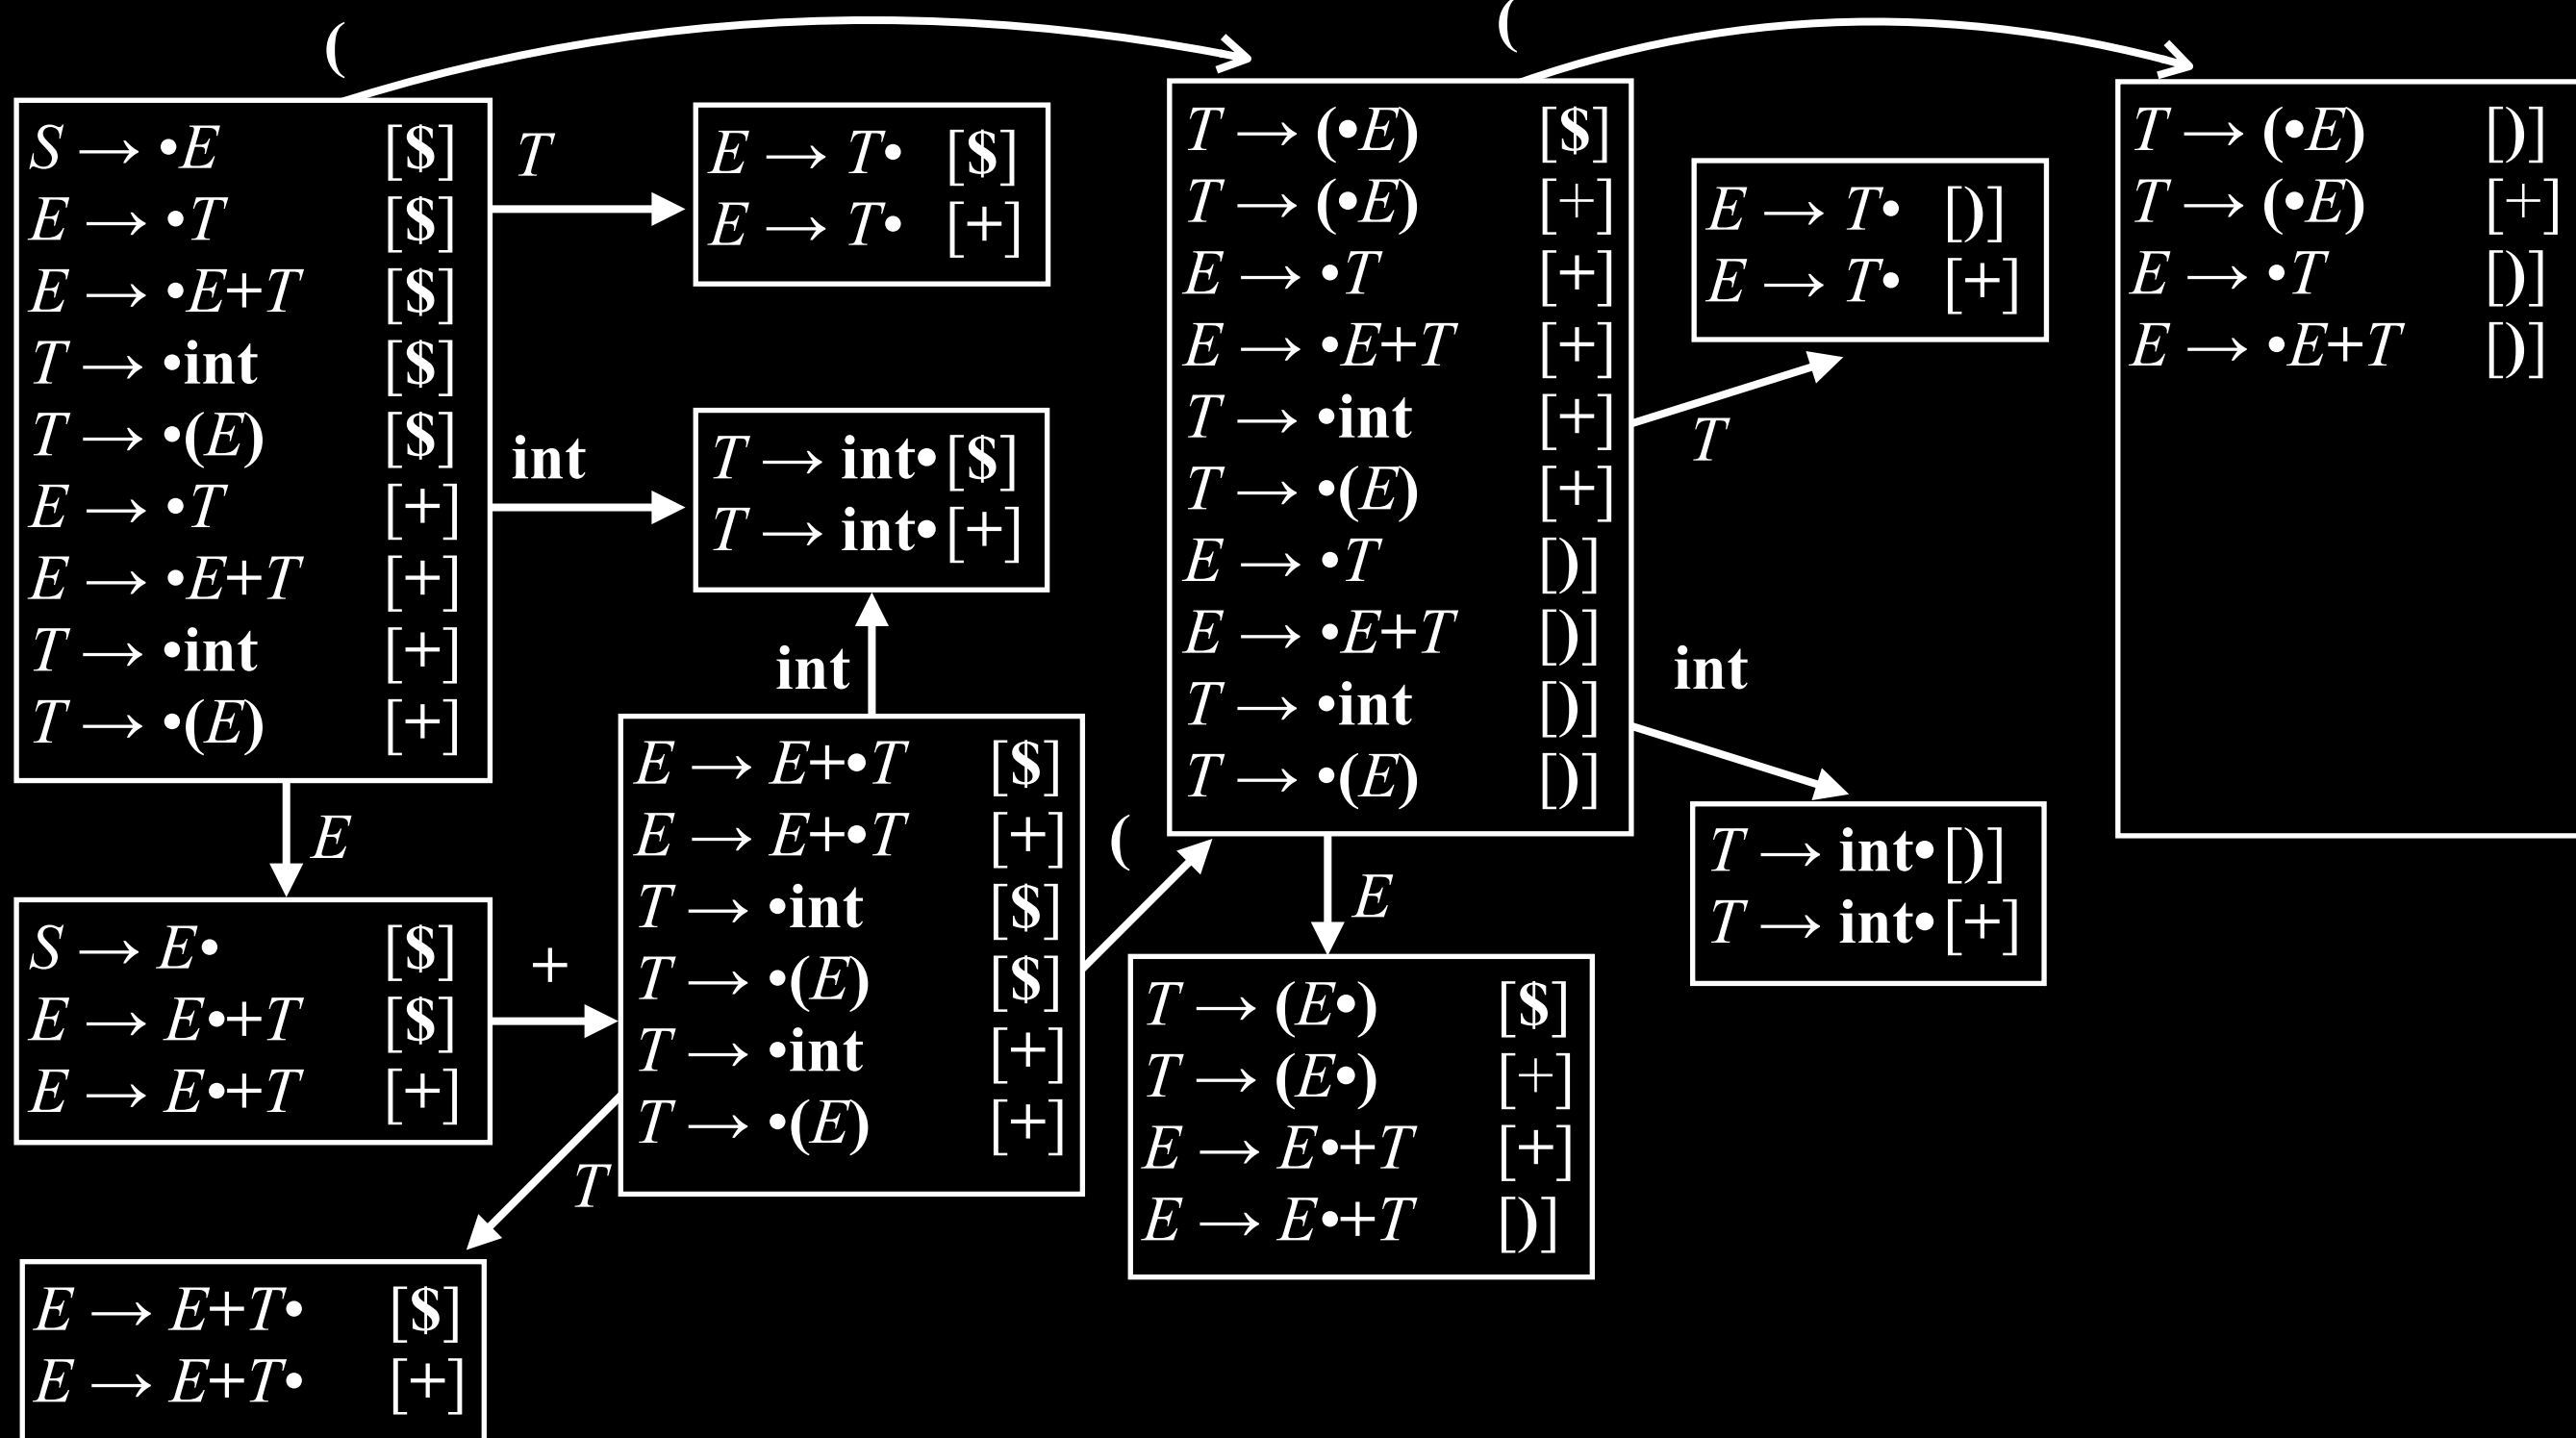 (
(
S → •E [$]
E → •T [$]
E → •E+T [$]
T → •int [$]
T → •(E) [$]
E → •T [+]
E → •E+T [+]
T → •int [+]
T → •(E) [+]
T
E → T• [$]
E → T• [+]
int
T → int• [$]
T → int• [+]
int
E
S → E• [$]
E → E•+T [$]
E → E•+T [+]
+
E → E+•T [$]
E → E+•T [+]
T → •int [$]
T → •(E) [$]
T → •int [+]
T → •(E) [+]
T
E → E+T• [$]
E → E+T• [+]
(
T → (•E) [$]
T → (•E) [+]
E → •T [+]
E → •E+T [+]
T → •int [+]
T → •(E) [+]
E → •T [)]
E → •E+T [)]
T → •int [)]
T → •(E) [)]
E
T → (E•) [$]
T → (E•) [+]
E → E•+T [+]
E → E•+T [)]
E → T• [)]
E → T• [+]
T
int
T → int• [)]
T → int• [+]
T → (•E) [)]
T → (•E) [+]
E → •T [)]
E → •E+T [)]